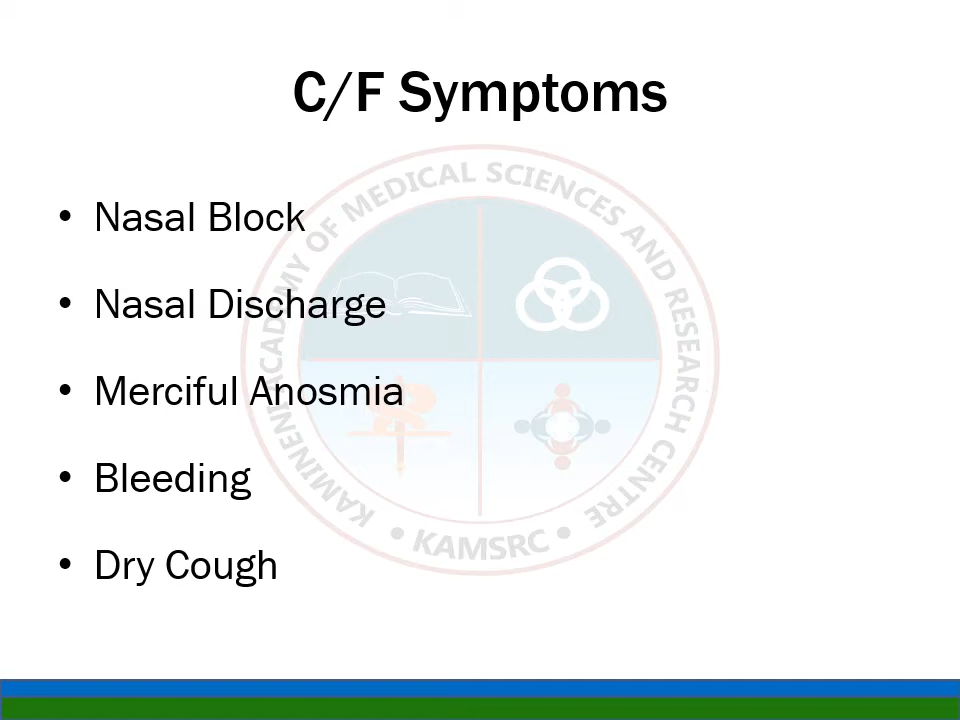 C/F Symptoms
• Nasal Block
• Nasal Discharge
• Merciful Anosmia
• Bleeding
• Dry Cough
KAMINENI ACADEMY OF MEDICAL SCIENCES AND RESEARCH CENTRE
• KAMSRC •